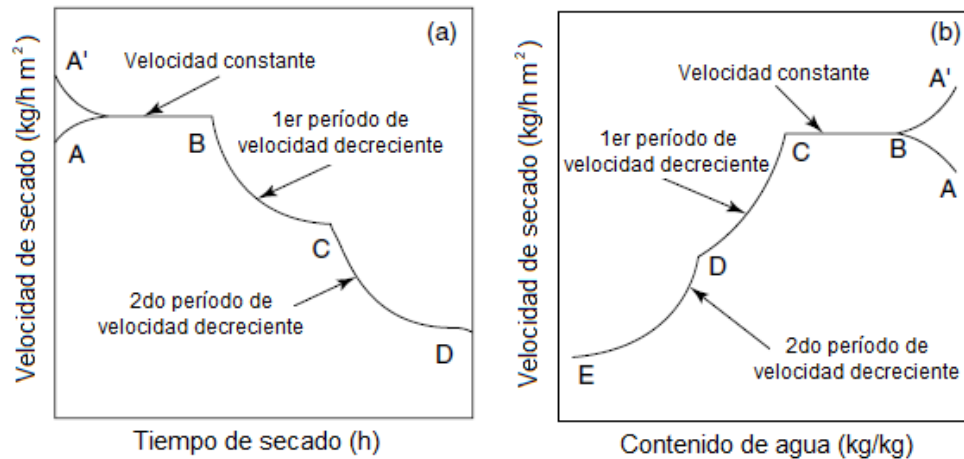 (a)
A'
Velocidad constante
A
B
1er período de
velocidad decreciente
C
2do período de
velocidad decreciente
D
Velocidad de secado (kg/h m²)
Tiempo de secado (h)
(b)
Velocidad constante
A'
1er período de
velocidad decreciente
C
B
A
D
2do período de
velocidad decreciente
E
Velocidad de secado (kg/h m²)
Contenido de agua (kg/kg)